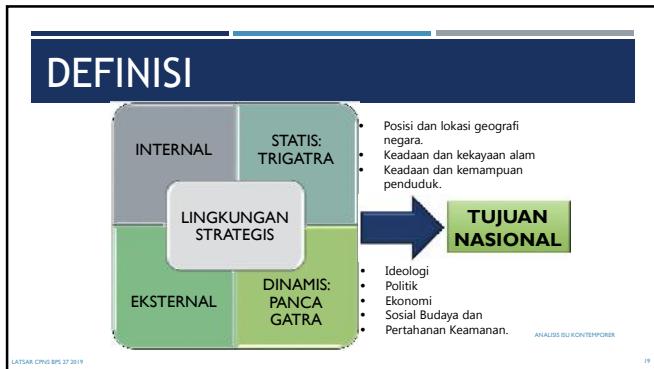 DEFINISI
INTERNAL
STATIS:
TRIGATRA
LINGKUNGAN
STRATEGIS
EKSTERNAL
DINAMIS:
PANCA
GATRA
• Posisi dan lokasi geografi
negara.
• Keadaan dan kekayaan alam
• Keadaan dan kemampuan
penduduk.
TUJUAN
NASIONAL
• Ideologi
• Politik
• Ekonomi
• Sosial Budaya dan
• Pertahanan Keamanan.
ANALISIS ISU KONTEMPORER
LATSAR CPNS BPS 27 2019
19